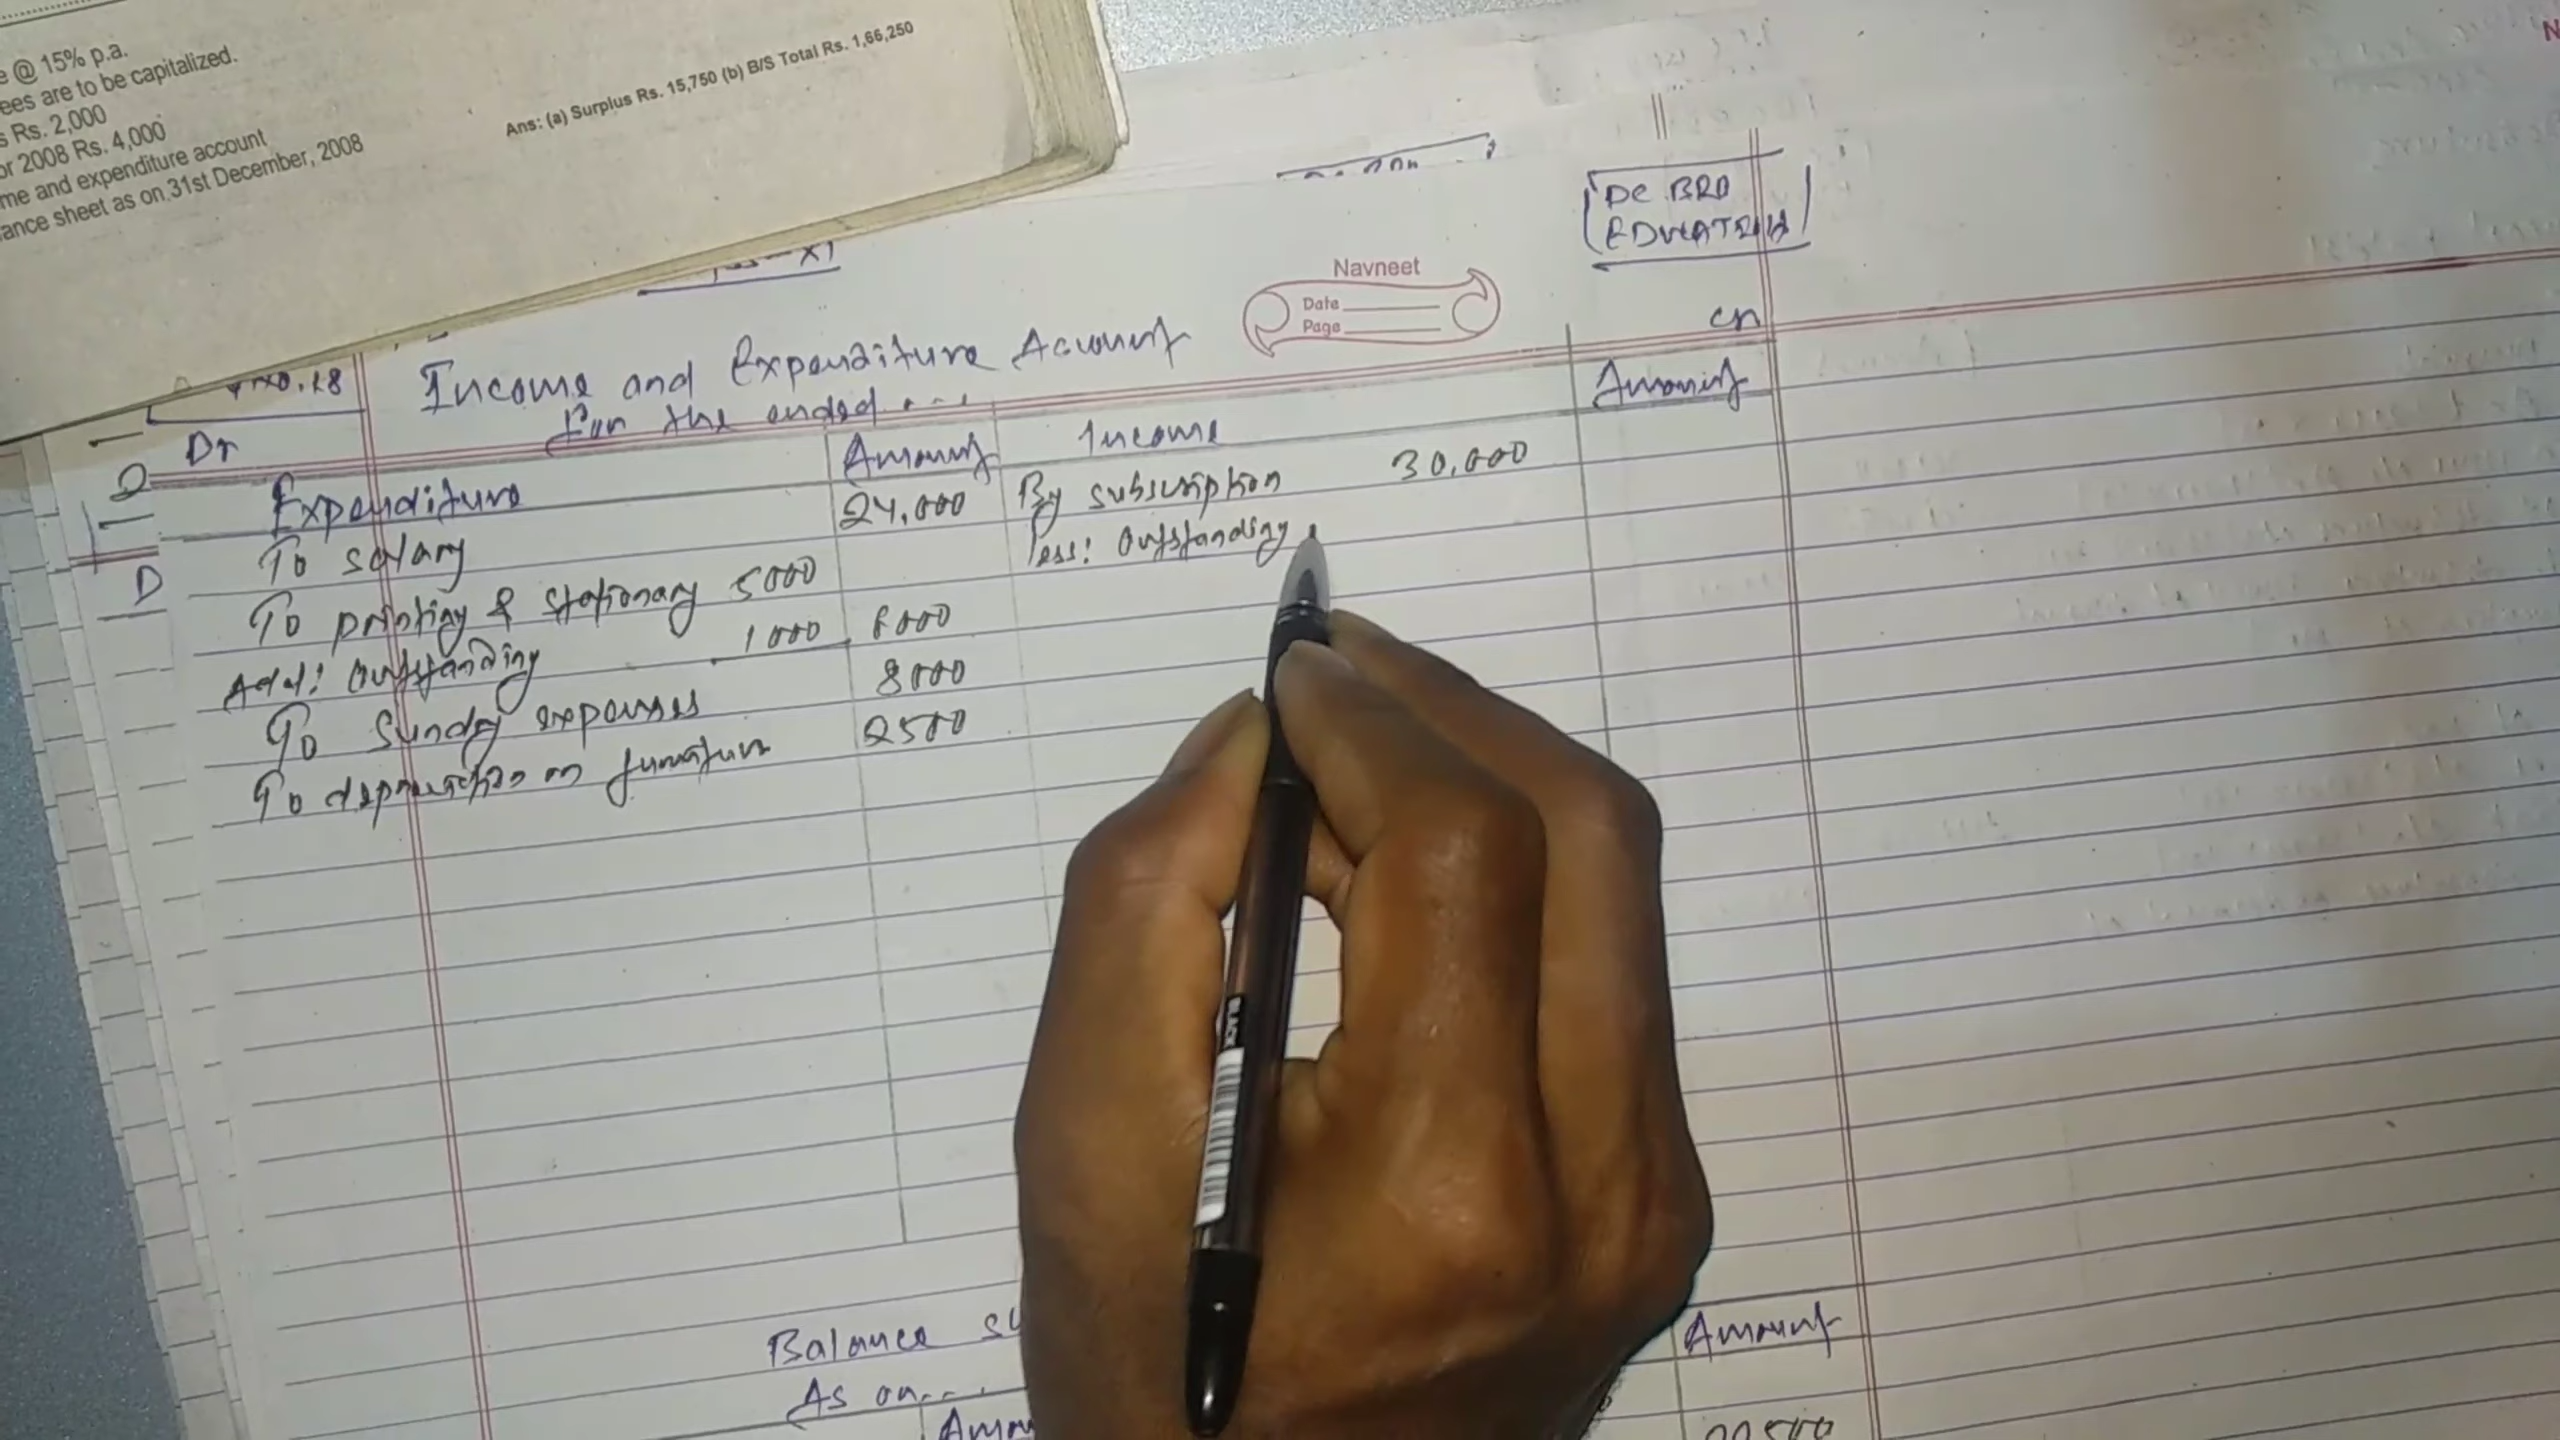 e @ 15% p.a.
ees are to be capitalized.
s Rs. 2,000
or 2008 Rs. 4,000
me and expenditure account
ance sheet as on 31st December, 2008
Ans: (a) Surplus Rs. 15,750 (b) B/S Total Rs. 1,66,250
DC BRO
Navneet
Date
Page
Income and Expenditure Account
For the ended ....
Dr
Expenditure Amount Income Amount
To salary 24,000 By subscription 30,000
To printing & stationary 5000 less: Outstanding
Add: Outstanding 1000 6000
To Sundry expenses 8000
To depreciation on furniture 2500
D
Balance
As on.... Amount